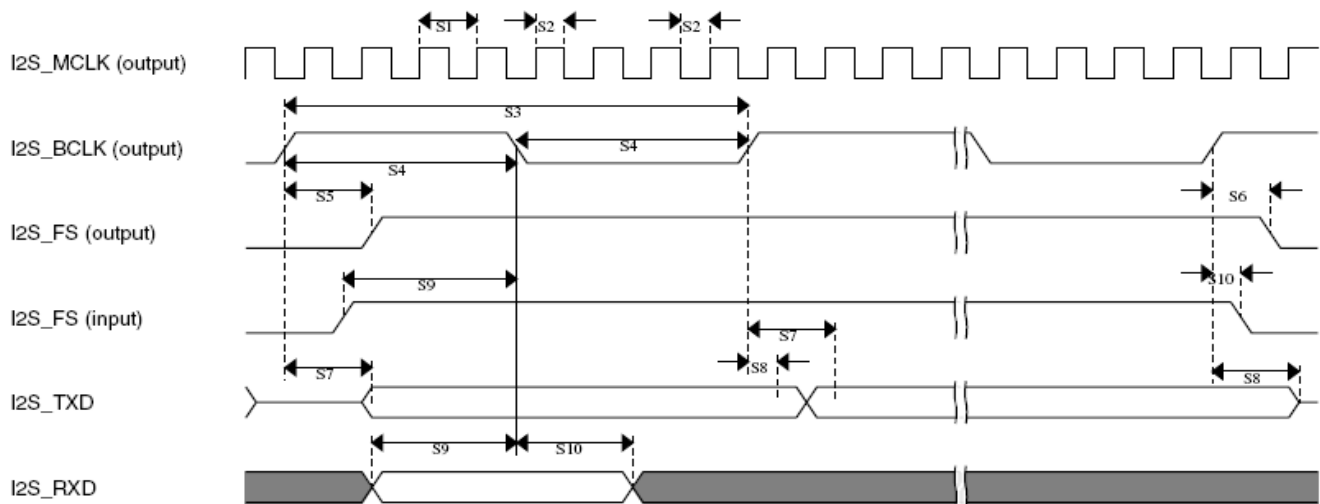 S1 S2 S2
I2S_MCLK (output)
S3
I2S_BCLK (output)
S4
S4
S5 S6
I2S_FS (output)
S9 S10
I2S_FS (input)
S7
S7 S8 S8
I2S_TXD
S9 S10
I2S_RXD